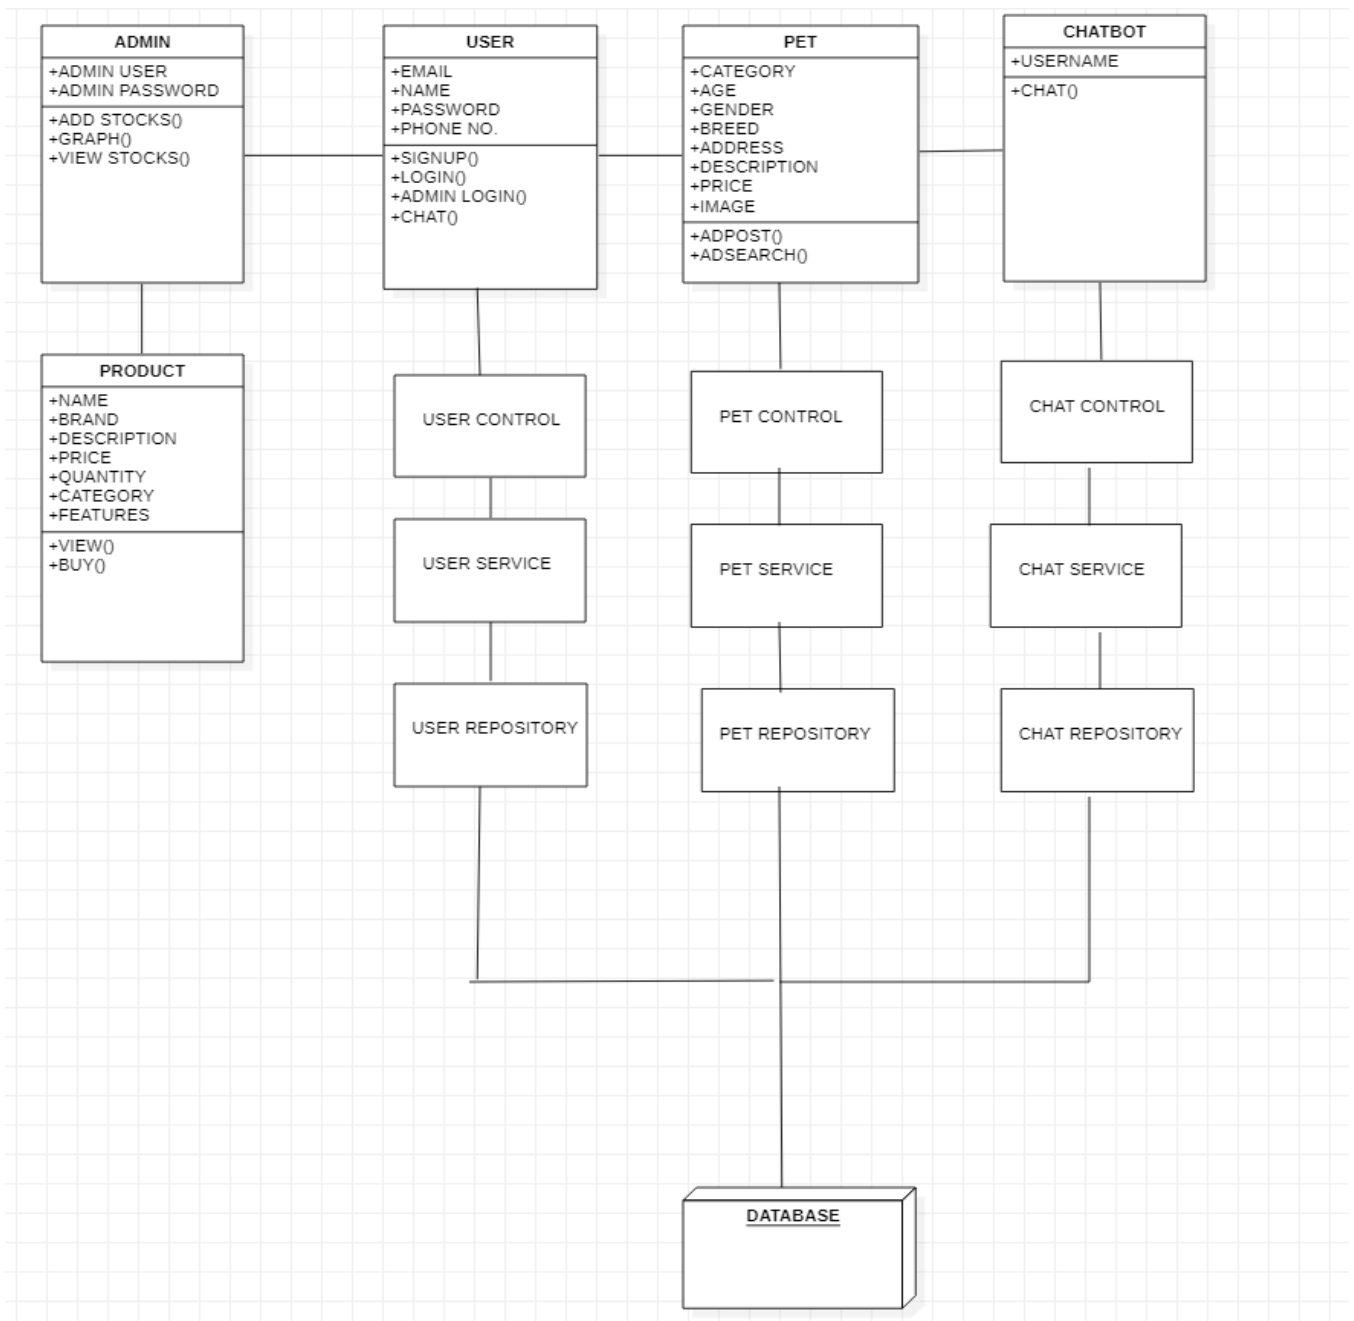 ADMIN
+ADMIN USER
+ADMIN PASSWORD
+ADD STOCKS()
+GRAPH()
+VIEW STOCKS()
USER
+EMAIL
+NAME
+PASSWORD
+PHONE NO.
+SIGNUP()
+LOGIN()
+ADMIN LOGIN()
+CHAT()
PET
+CATEGORY
+AGE
+GENDER
+BREED
+ADDRESS
+DESCRIPTION
+PRICE
+IMAGE
+ADPOST()
+ADSEARCH()
CHATBOT
+USERNAME
+CHAT()
PRODUCT
+NAME
+BRAND
+DESCRIPTION
+PRICE
+QUANTITY
+CATEGORY
+FEATURES
+VIEW()
+BUY()
USER CONTROL
PET CONTROL
CHAT CONTROL
USER SERVICE
PET SERVICE
CHAT SERVICE
USER REPOSITORY
PET REPOSITORY
CHAT REPOSITORY
DATABASE